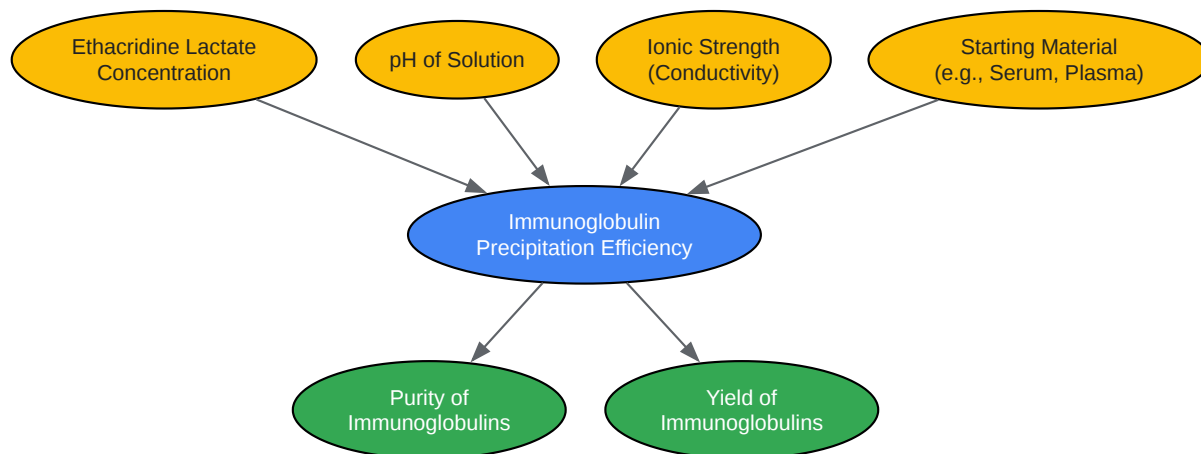 Ethacridine Lactate
Concentration
pH of Solution
Ionic Strength
(Conductivity)
Starting Material
(e.g., Serum, Plasma)
Immunoglobulin
Precipitation Efficiency
Purity of
Immunoglobulins
Yield of
Immunoglobulins